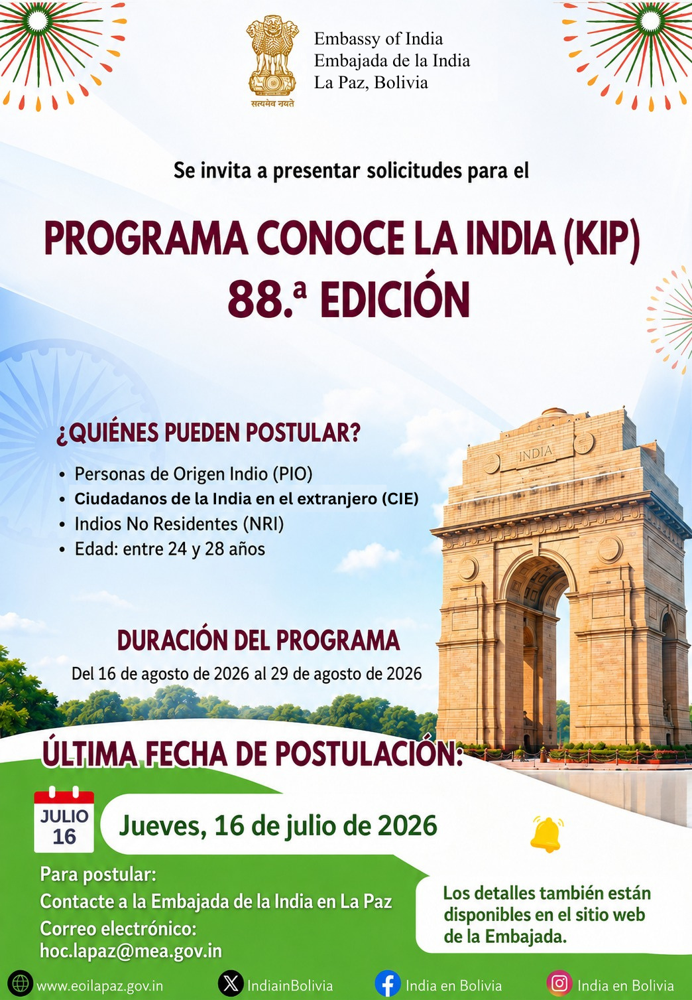 सत्यमेव जयते
Embassy of India
Embajada de la India
La Paz, Bolivia
Se invita a presentar solicitudes para el
PROGRAMA CONOCE LA INDIA (KIP)
88.ª EDICIÓN
¿QUIÉNES PUEDEN POSTULAR?
• Personas de Origen Indio (PIO)
• Ciudadanos de la India en el extranjero (CIE)
• Indios No Residentes (NRI)
• Edad: entre 24 y 28 años
INDIA
DURACIÓN DEL PROGRAMA
Del 16 de agosto de 2026 al 29 de agosto de 2026
ÚLTIMA FECHA DE POSTULACIÓN:
JULIO
16
Jueves, 16 de julio de 2026
Para postular:
Contacte a la Embajada de la India en La Paz
Correo electrónico:
hoc.lapaz@mea.gov.in
Los detalles también están
disponibles en el sitio web
de la Embajada.
www.eoilapaz.gov.in
IndiainBolivia
India en Bolivia
India en Bolivia